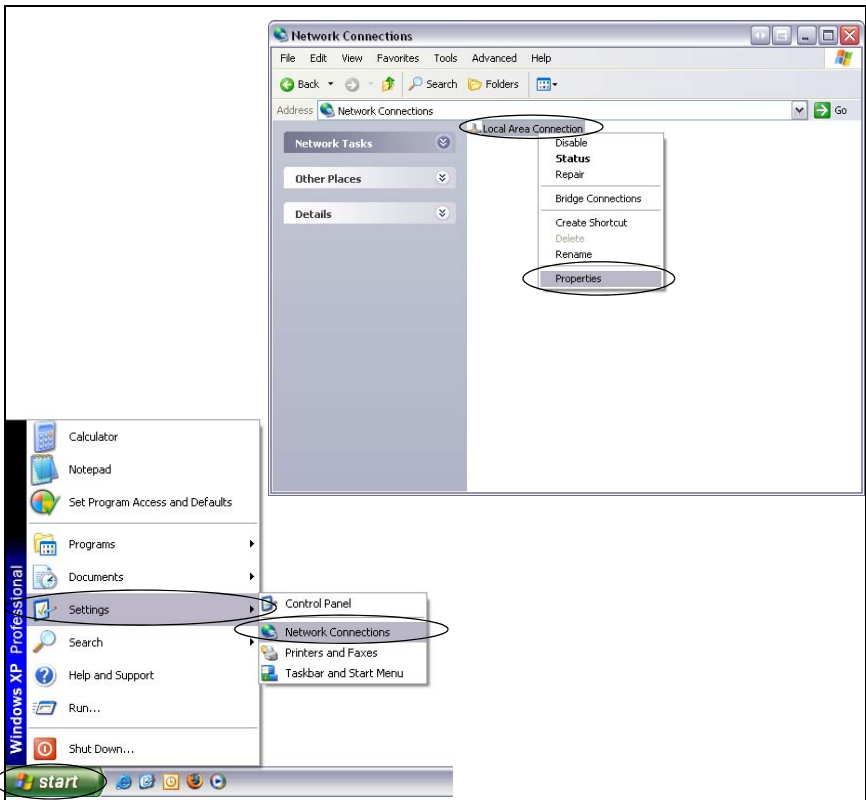 Network Connections
File Edit View Favorites Tools Advanced Help
Back Search Folders
Address Network Connections Go
Network Tasks
Other Places
Details
Local Area Connection
Disable
Status
Repair
Bridge Connections
Create Shortcut
Delete
Rename
Properties
Windows XP Professional
Calculator
Notepad
Set Program Access and Defaults
Programs
Documents
Settings
Search
Help and Support
Run...
Shut Down...
Control Panel
Network Connections
Printers and Faxes
Taskbar and Start Menu
start